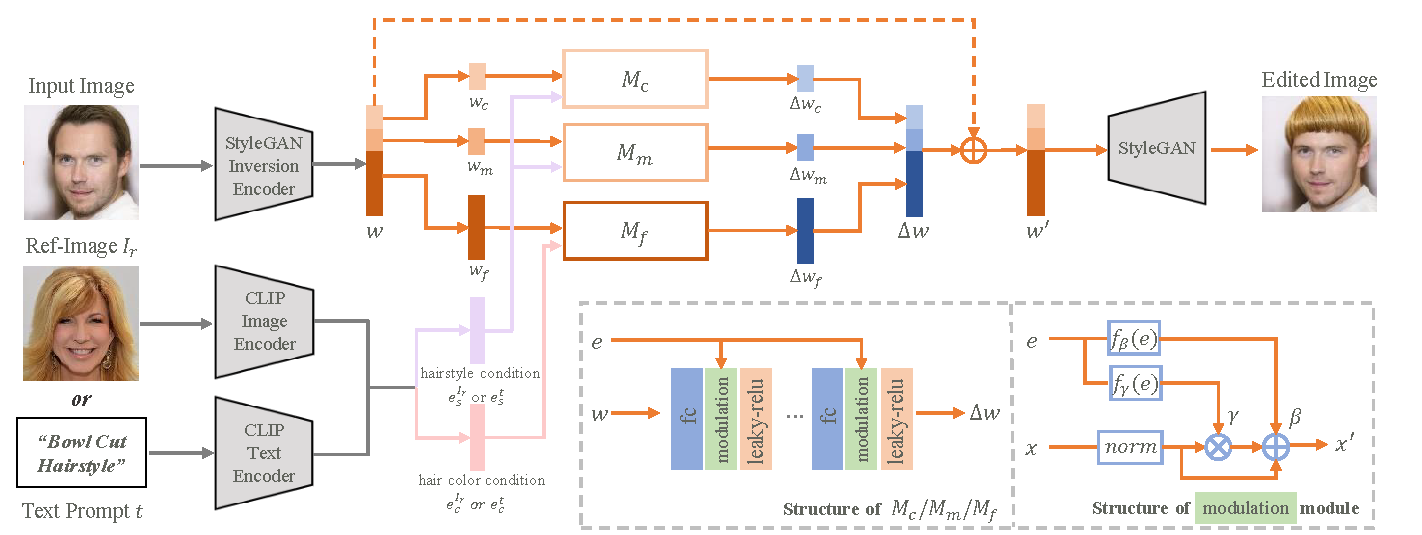 Input Image
StyleGAN
Inversion
Encoder
w
w_c
w_m
w_f
M_c
M_m
M_f
Δw_c
Δw_m
Δw_f
Δw
w′
StyleGAN
Edited Image
Ref-Image I_r
CLIP
Image
Encoder
or
“Bowl Cut
Hairstyle”
Text Prompt t
CLIP
Text
Encoder
hairstyle condition
e_s^{I_r} or e_s^t
hair color condition
e_c^{I_r} or e_c^t
e
w
fc
modulation
leaky-relu
...
fc
modulation
leaky-relu
Δw
Structure of M_c/M_m/M_f
e
f_β(e)
f_γ(e)
γ
β
x
norm
x′
Structure of modulation module